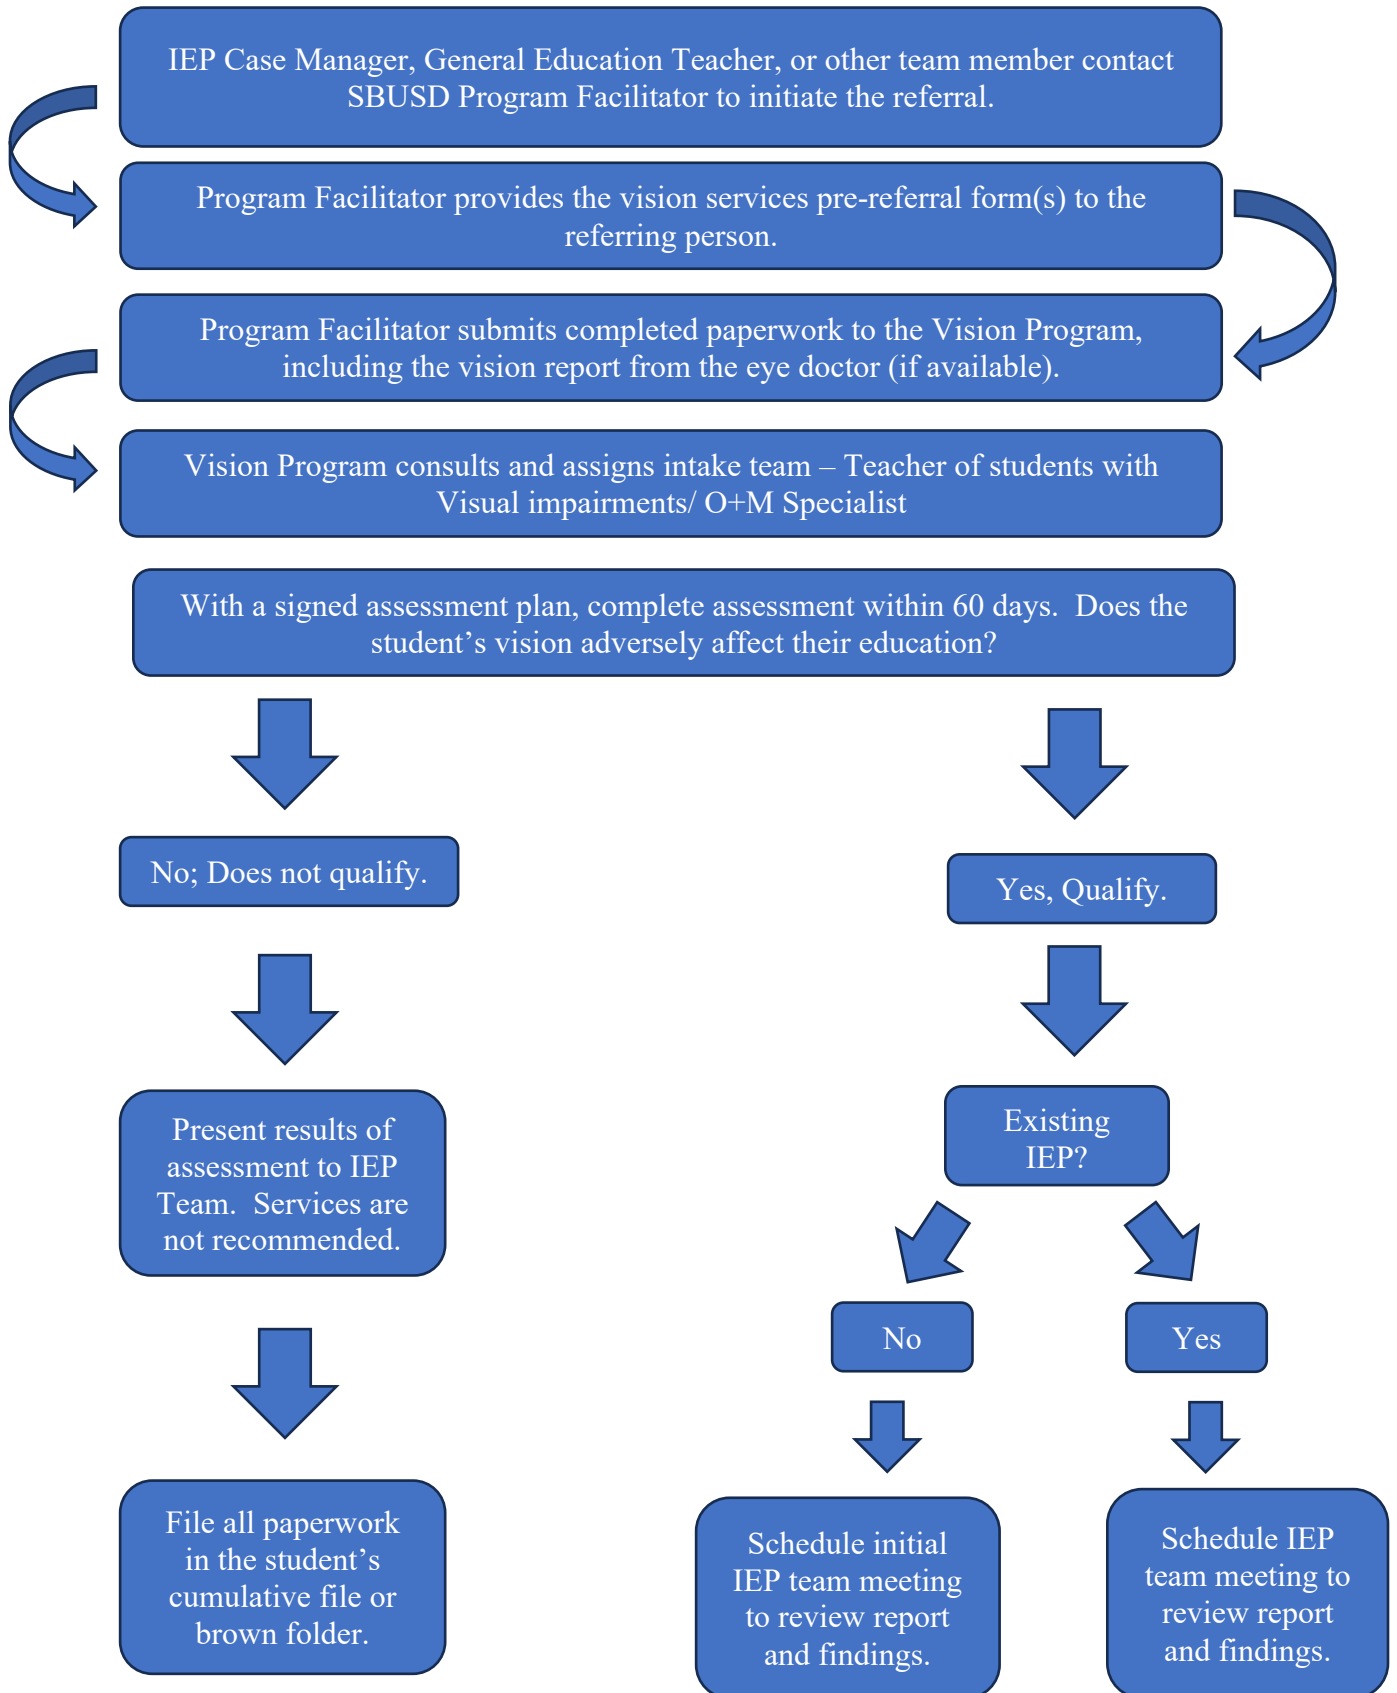 IEP Case Manager, General Education Teacher, or other team member contact
SBUSD Program Facilitator to initiate the referral.
Program Facilitator provides the vision services pre-referral form(s) to the
referring person.
Program Facilitator submits completed paperwork to the Vision Program,
including the vision report from the eye doctor (if available).
Vision Program consults and assigns intake team – Teacher of students with
Visual impairments/ O+M Specialist
With a signed assessment plan, complete assessment within 60 days.  Does the
student’s vision adversely affect their education?
No; Does not qualify.
Present results of
assessment to IEP
Team.  Services are
not recommended.
File all paperwork
in the student’s
cumulative file or
brown folder.
Yes, Qualify.
Existing
IEP?
No
Schedule initial
IEP team meeting
to review report
and findings.
Yes
Schedule IEP
team meeting to
review report
and findings.